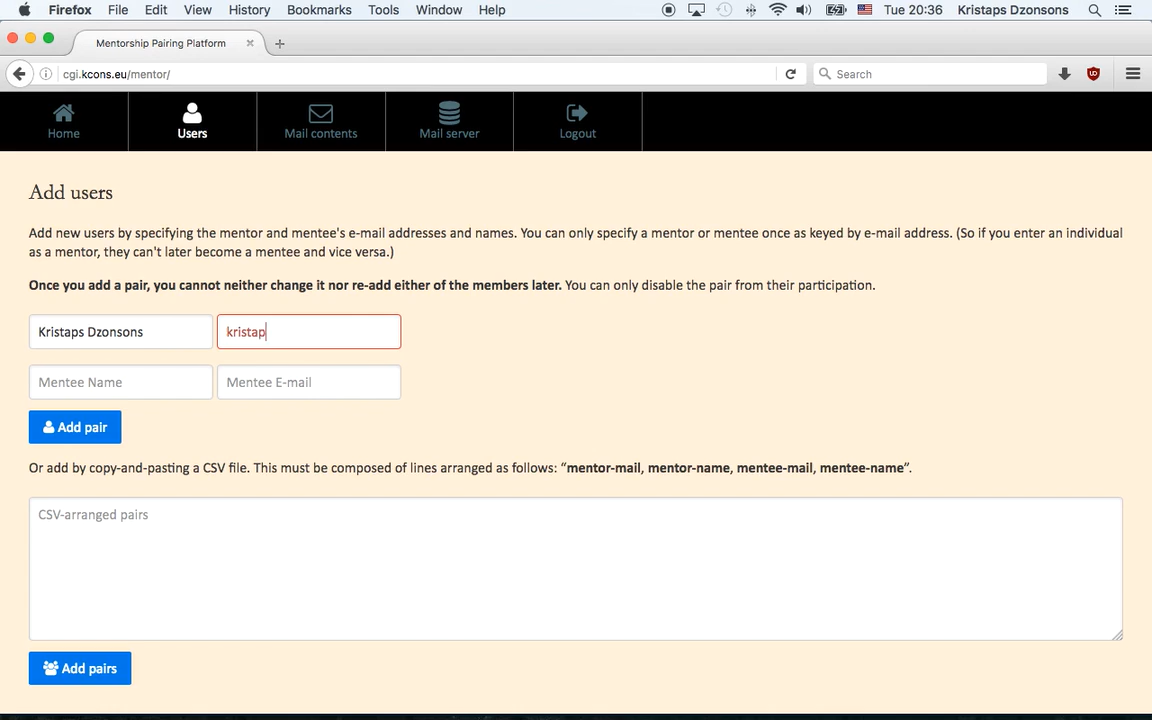 Firefox File Edit View History Bookmarks Tools Window Help Tue 20:36 Kristaps Dzonsons
Mentorship Pairing Platform
cgi.kcons.eu/mentor/ Search
Home Users Mail contents Mail server Logout
Add users
Add new users by specifying the mentor and mentee's e-mail addresses and names. You can only specify a mentor or mentee once as keyed by e-mail address. (So if you enter an individual
as a mentor, they can't later become a mentee and vice versa.)
Once you add a pair, you cannot neither change it nor re-add either of the members later. You can only disable the pair from their participation.
Kristaps Dzonsons kristap
Mentee Name Mentee E-mail
Add pair
Or add by copy-and-pasting a CSV file. This must be composed of lines arranged as follows: “mentor-mail, mentor-name, mentee-mail, mentee-name”.
CSV-arranged pairs
Add pairs